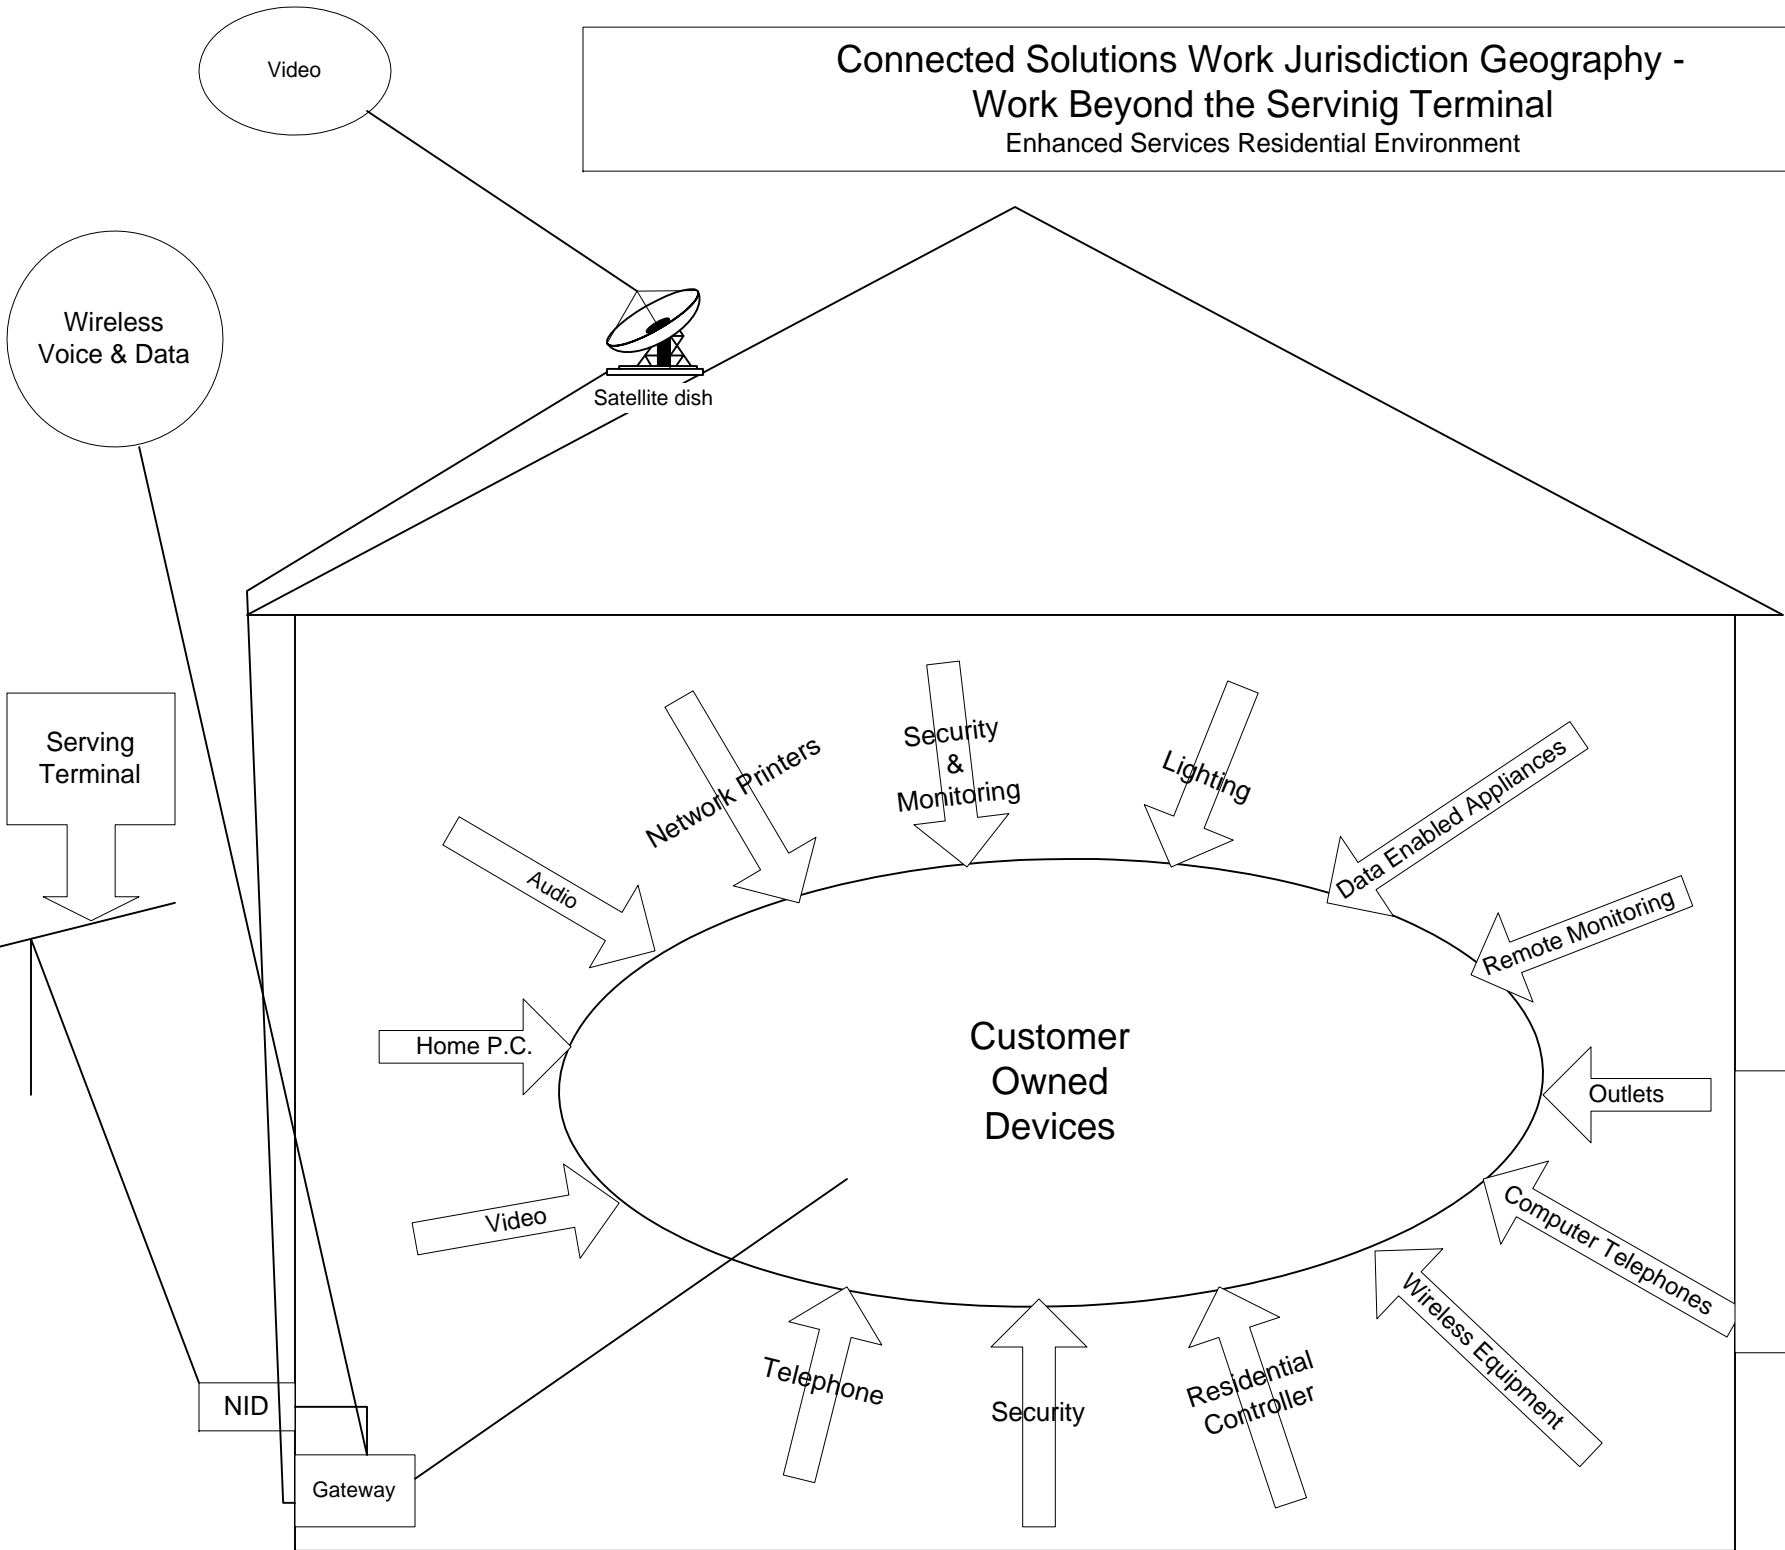 Video
Connected Solutions Work Jurisdiction Geography -
Work Beyond the Servinig Terminal
Enhanced Services Residential Environment
Wireless
Voice & Data
Satellite dish
Serving
Terminal
Network Printers
Security
&
Monitoring
Lighting
Data Enabled Appliances
Audio
Remote Monitoring
Home P.C.
Customer
Owned
Devices
Outlets
Video
Computer Telephones
Telephone
Security
Residential
Controller
Wireless Equipment
NID
Gateway